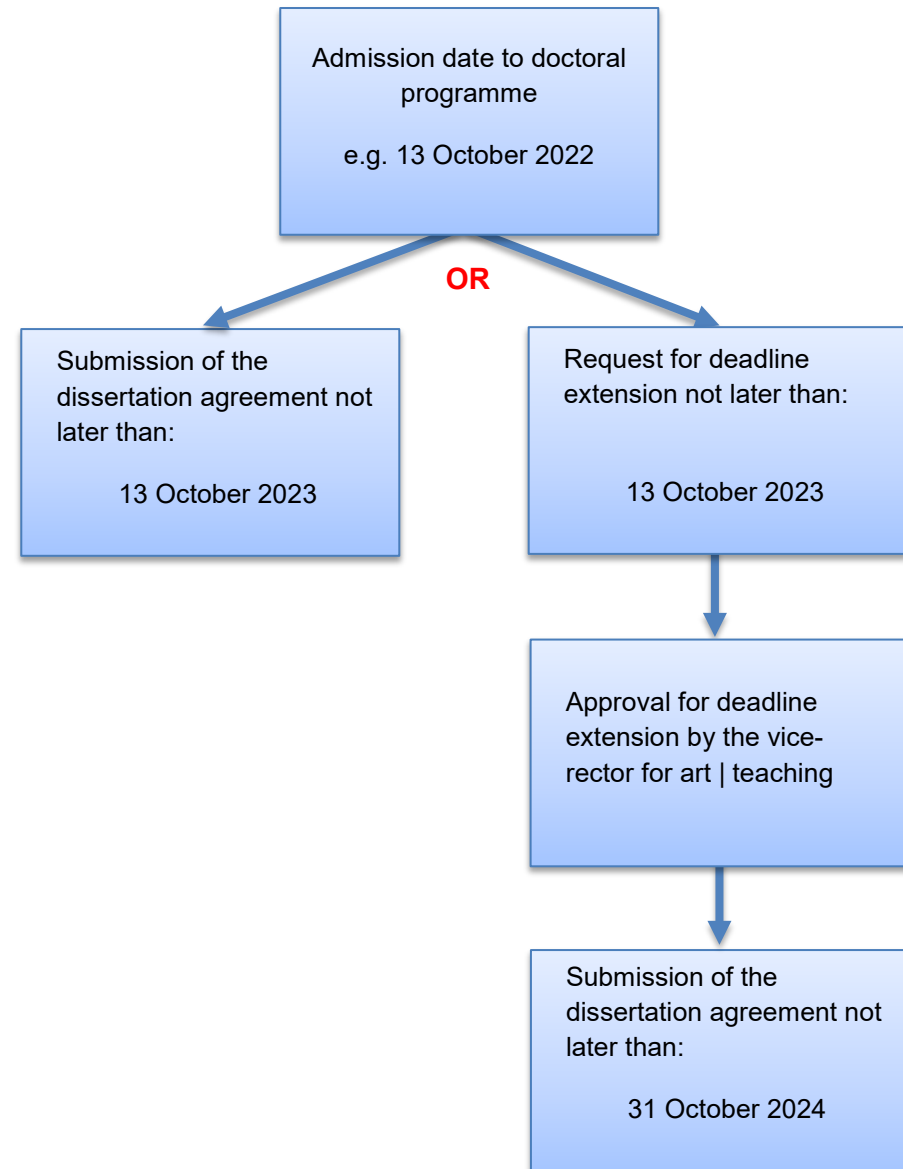 Admission date to doctoral
programme
e.g. 13 October 2022
OR
Submission of the
dissertation agreement not
later than:
13 October 2023
Request for deadline
extension not later than:
13 October 2023
Approval for deadline
extension by the vice-
rector for art | teaching
Submission of the
dissertation agreement not
later than:
31 October 2024